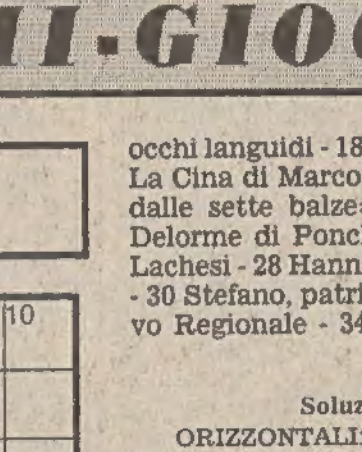 MI-GIOC
occhi languidi - 18
La Cina di Marco
dalle sette balze
Delorme di Ponc
Lachesi - 28 Hann
- 30 Stefano, patri
vo Regionale - 34
10
Soluz
ORIZZONTALI